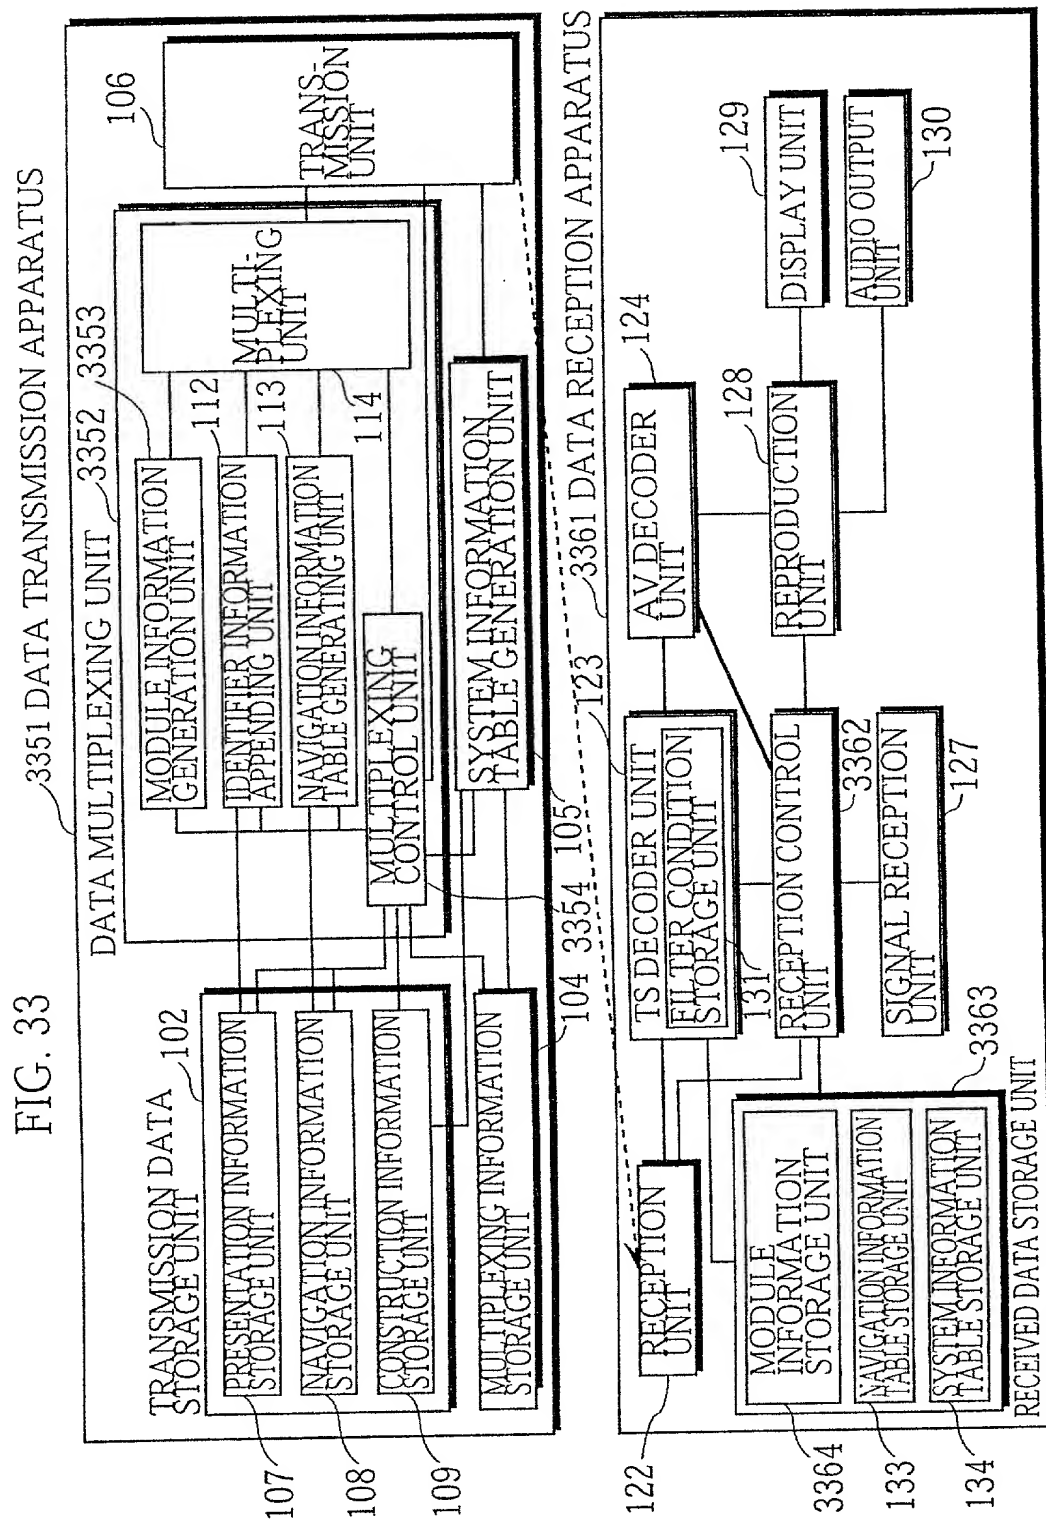 FIG. 33
3351 DATA TRANSMISSION APPARATUS
DATA MULTIPLEXING UNIT
3352
3353
106
TRANSMISSION DATA
STORAGE UNIT
102
107
PRESENTATION INFORMATION
STORAGE UNIT
108
NAVIGATION INFORMATION
STORAGE UNIT
109
CONSTRUCTION INFORMATION
STORAGE UNIT
MULTIPLEXING INFORMATION
STORAGE UNIT
104
MODULE INFORMATION
GENERATION UNIT
IDENTIFIER INFORMATION
APPENDING UNIT
112
NAVIGATION INFORMATION
TABLE GENERATING UNIT
113
MULTIPLEXING
CONTROL UNIT
3354
MULTI-
PLEXING
UNIT
114
SYSTEM INFORMATION
TABLE GENERATION UNIT
105
TRANS-
MISSION
UNIT
3361 DATA RECEPTION APPARATUS
122
RECEPTION
UNIT
TS DECODER UNIT
123
FILTER CONDITION
STORAGE UNIT
131
AV DECODER
UNIT
124
RECEPTION CONTROL
UNIT
3362
REPRODUCTION
UNIT
128
DISPLAY UNIT
129
AUDIO OUTPUT
UNIT
130
SIGNAL RECEPTION
UNIT
127
3363
3364
MODULE
INFORMATION
STORAGE UNIT
133
NAVIGATION INFORMATION
TABLE STORAGE UNIT
134
SYSTEM INFORMATION
TABLE STORAGE UNIT
RECEIVED DATA STORAGE UNIT